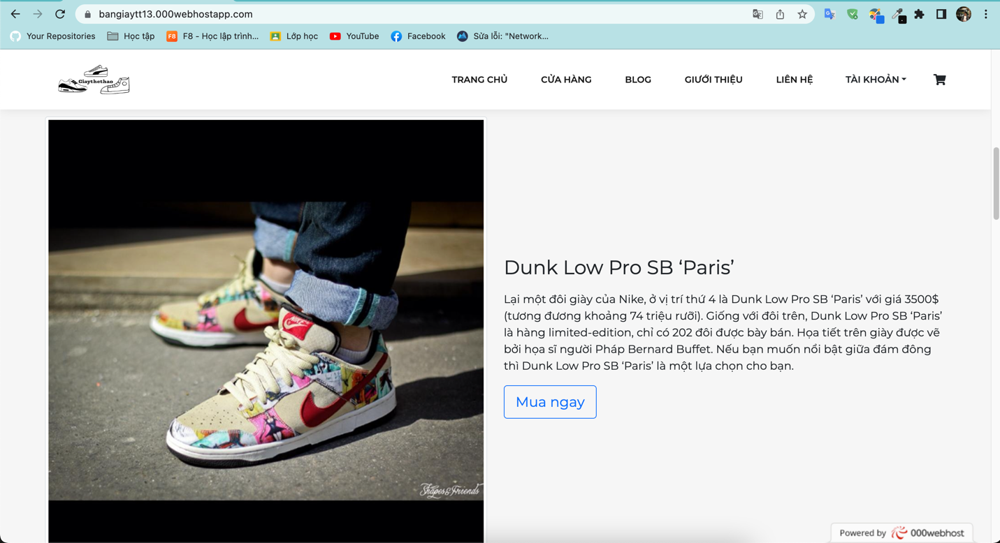 bangiaytt13.000webhostapp.com
Your Repositories
Học tập
F8 - Học lập trình...
Lớp học
YouTube
Facebook
Sửa lỗi: "Network...
Giaythethao
TRANG CHỦ
CỬA HÀNG
BLOG
GIƯỚI THIỆU
LIÊN HỆ
TÀI KHOẢN
Dunk Low Pro SB ‘Paris’
Lại một đôi giày của Nike, ở vị trí thứ 4 là Dunk Low Pro SB ‘Paris’ với giá 3500$
(tương đương khoảng 74 triệu rưỡi). Giống với đôi trên, Dunk Low Pro SB ‘Paris’
là hàng limited-edition, chỉ có 202 đôi được bày bán. Họa tiết trên giày được vẽ
bởi họa sĩ người Pháp Bernard Buffet. Nếu bạn muốn nổi bật giữa đám đông
thì Dunk Low Pro SB ‘Paris’ là một lựa chọn cho bạn.
Mua ngay
Shapes&Friends
Powered by 000webhost